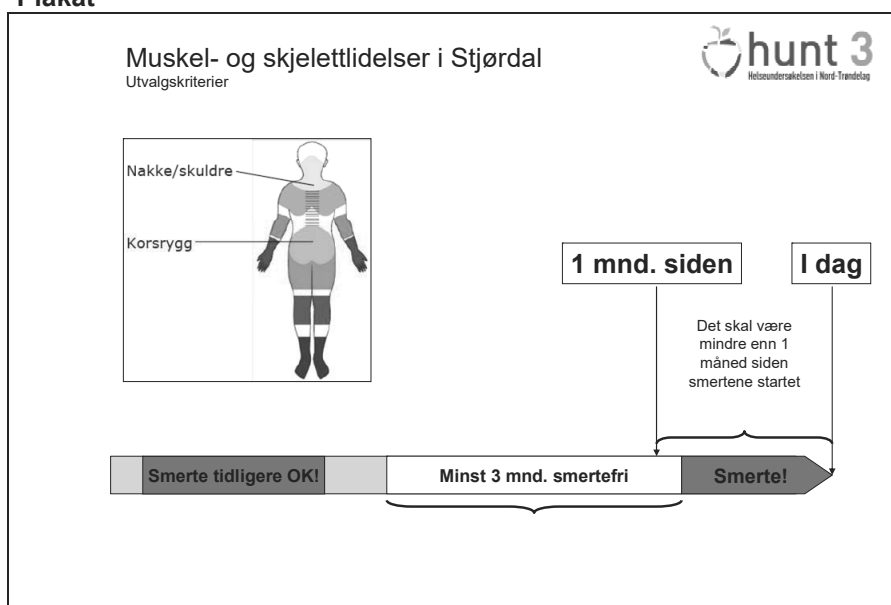 Plakat
Muskel- og skjelettlidelser i Stjørdal
Utvalgskriterier
hunt 3
Helseundersøkelsen i Nord-Trøndelag
Nakke/skuldre
Korsrygg
1 mnd. siden
I dag
Det skal være
mindre enn 1
måned siden
smertene startet
Smerte tidligere OK!
Minst 3 mnd. smertefri
Smerte!